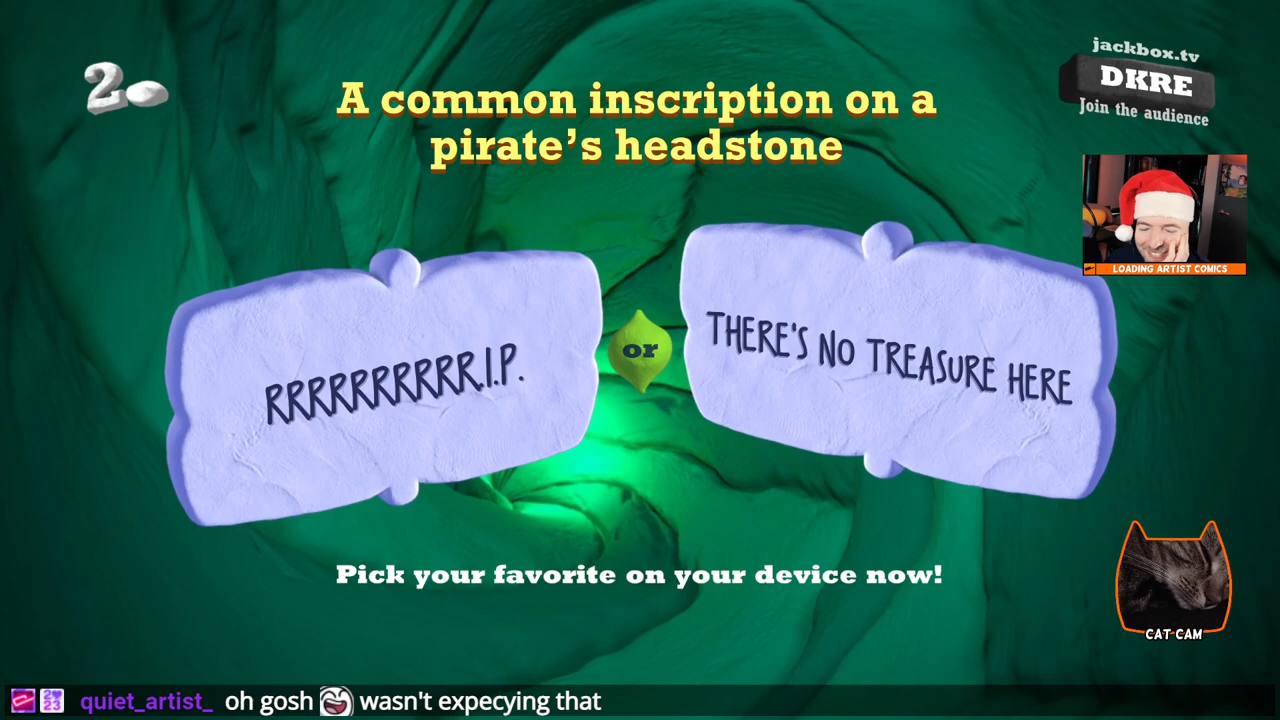 2.
A common inscription on a
pirate's headstone
jackbox.tv
DKRE
Join the audience
LOADING ARTIST COMICS
RRRRRRRRRR.I.P.
or
THERE'S NO TREASURE HERE
Pick your favorite on your device now!
CAT CAM
quiet_artist_ oh gosh wasn't expecying that